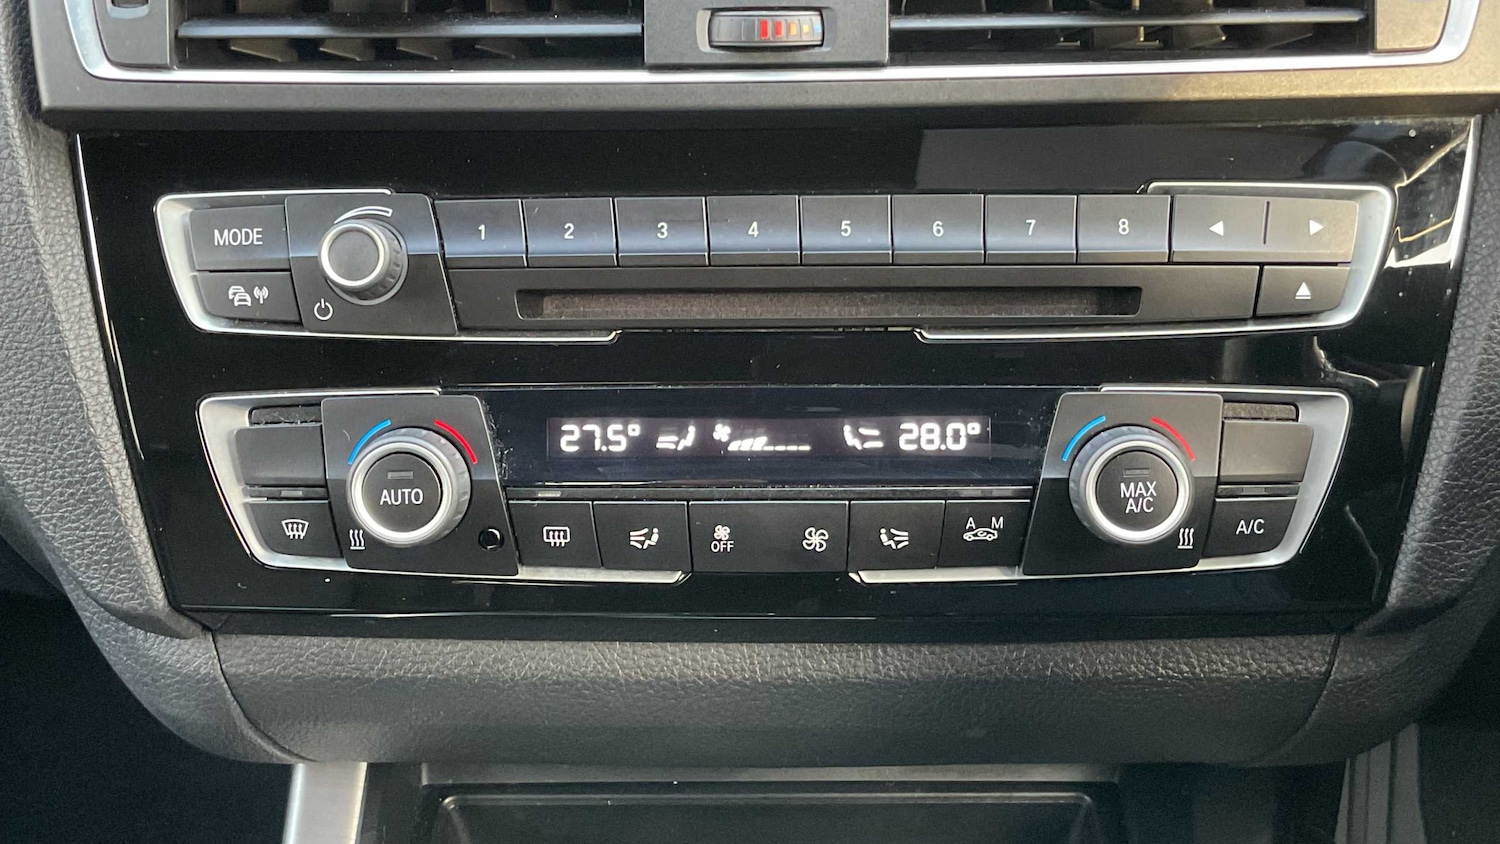 MODE 1 2 3 4 5 6 7 8
27.5° 28.0°
AUTO
MAX
A/C
OFF
A M
A/C